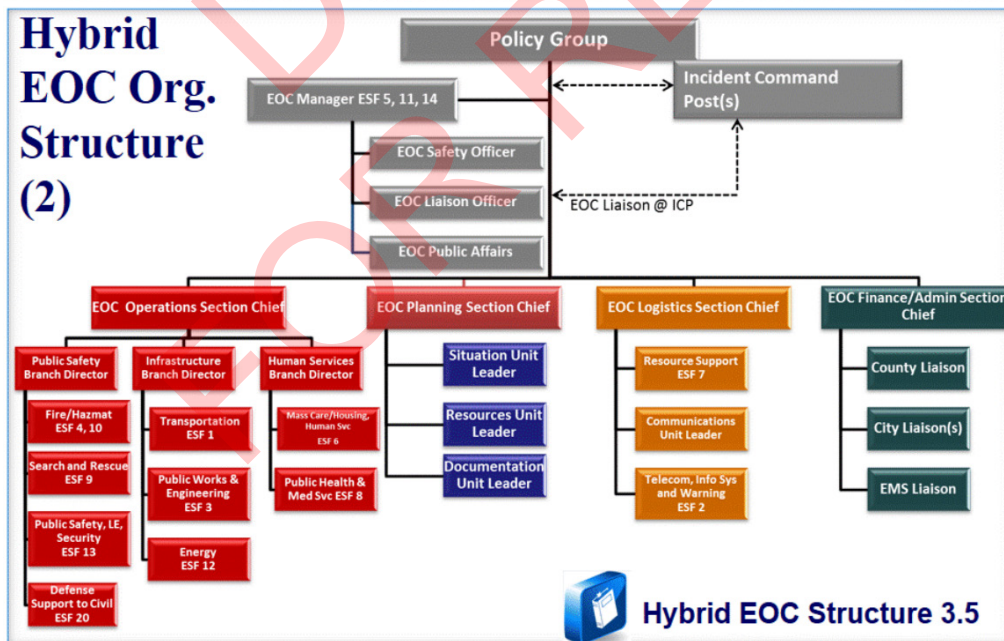 Hybrid
EOC Org.
Structure
(2)
Policy Group
Incident Command
Post(s)
EOC Manager ESF 5, 11, 14
EOC Safety Officer
EOC Liaison Officer
EOC Public Affairs
EOC Liaison @ ICP
EOC Operations Section Chief
EOC Planning Section Chief
EOC Logistics Section Chief
EOC Finance/Admin Section
Chief
Public Safety
Branch Director
Infrastructure
Branch Director
Human Services
Branch Director
Fire/Hazmat
ESF 4, 10
Search and Rescue
ESF 9
Public Safety, LE,
Security
ESF 13
Defense
Support to Civil
ESF 20
Transportation
ESF 1
Public Works &
Engineering
ESF 3
Energy
ESF 12
Mass Care/Housing,
Human Svc
ESF 6
Public Health &
Med Svc ESF 8
Situation Unit
Leader
Resources Unit
Leader
Documentation
Unit Leader
Resource Support
ESF 7
Communications
Unit Leader
Telecom, Info Sys
and Warning
ESF 2
County Liaison
City Liaison(s)
EMS Liaison
Hybrid EOC Structure 3.5
FOR